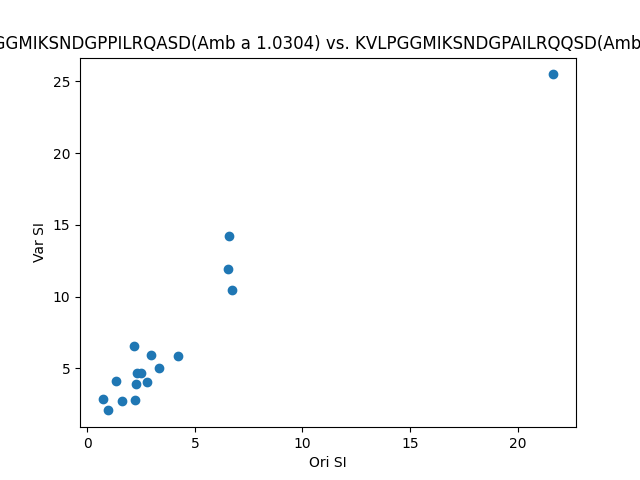 GGMIKSNDGPPILRQASD(Amb a 1.0304) vs. KVLPGGMIKSNDGPAILRQQSD(Amb
25
20
15
10
5
Var SI
0 5 10 15 20
Ori SI